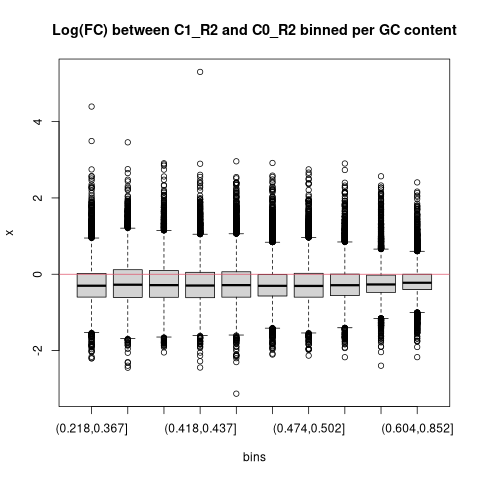 Log(FC) between C1_R2 and C0_R2 binned per GC content
4
2
0
-2
x
(0.218,0.367] (0.418,0.437] (0.474,0.502] (0.604,0.852]
bins